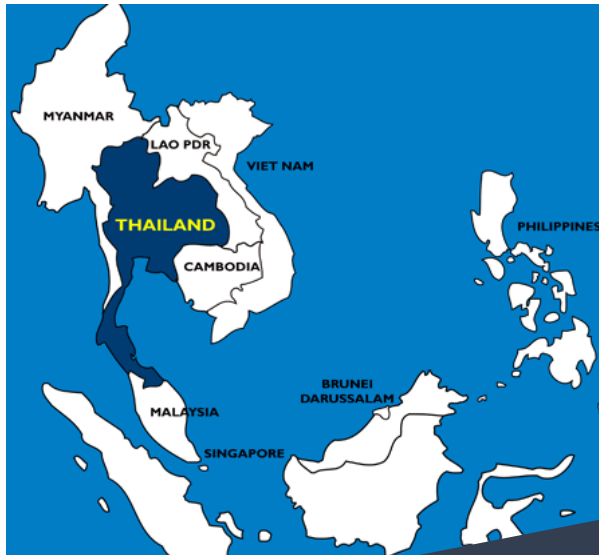 MYANMAR
LAO PDR
VIET NAM
THAILAND
PHILIPPINES
CAMBODIA
BRUNEI
DARUSSALAM
MALAYSIA
SINGAPORE